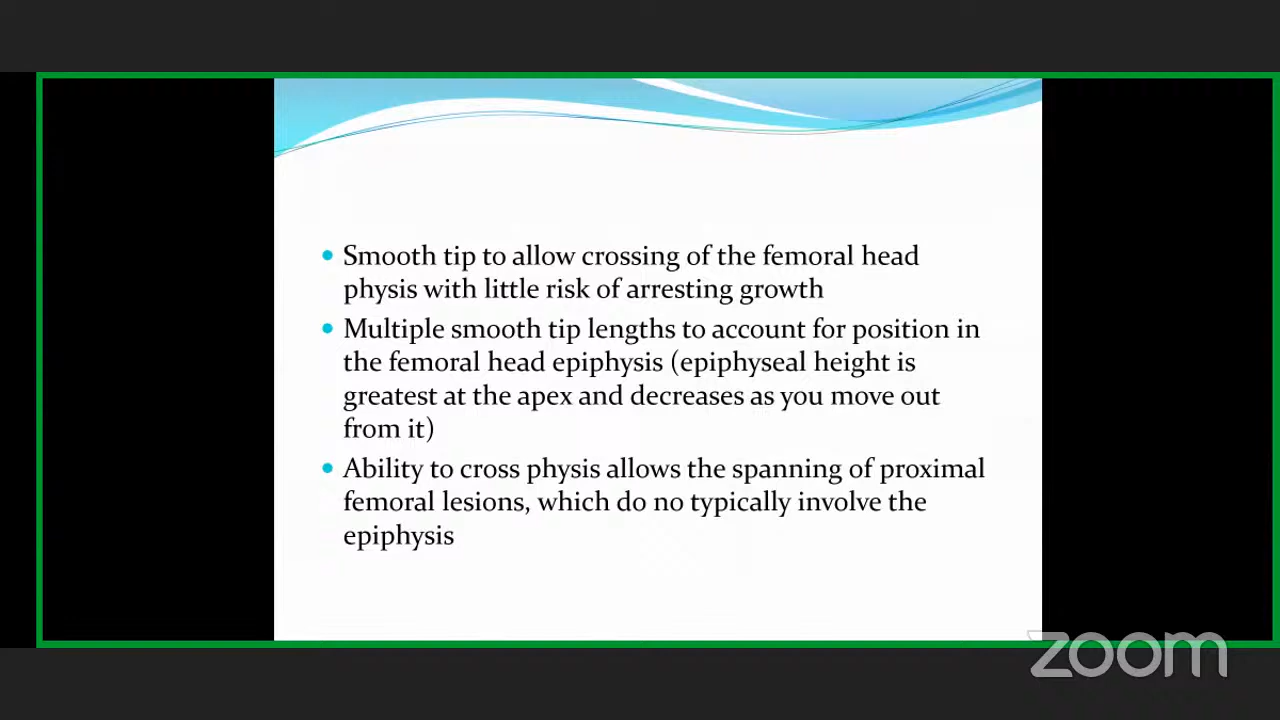 Smooth tip to allow crossing of the femoral head
physis with little risk of arresting growth
Multiple smooth tip lengths to account for position in
the femoral head epiphysis (epiphyseal height is
greatest at the apex and decreases as you move out
from it)
Ability to cross physis allows the spanning of proximal
femoral lesions, which do no typically involve the
epiphysis
zoom